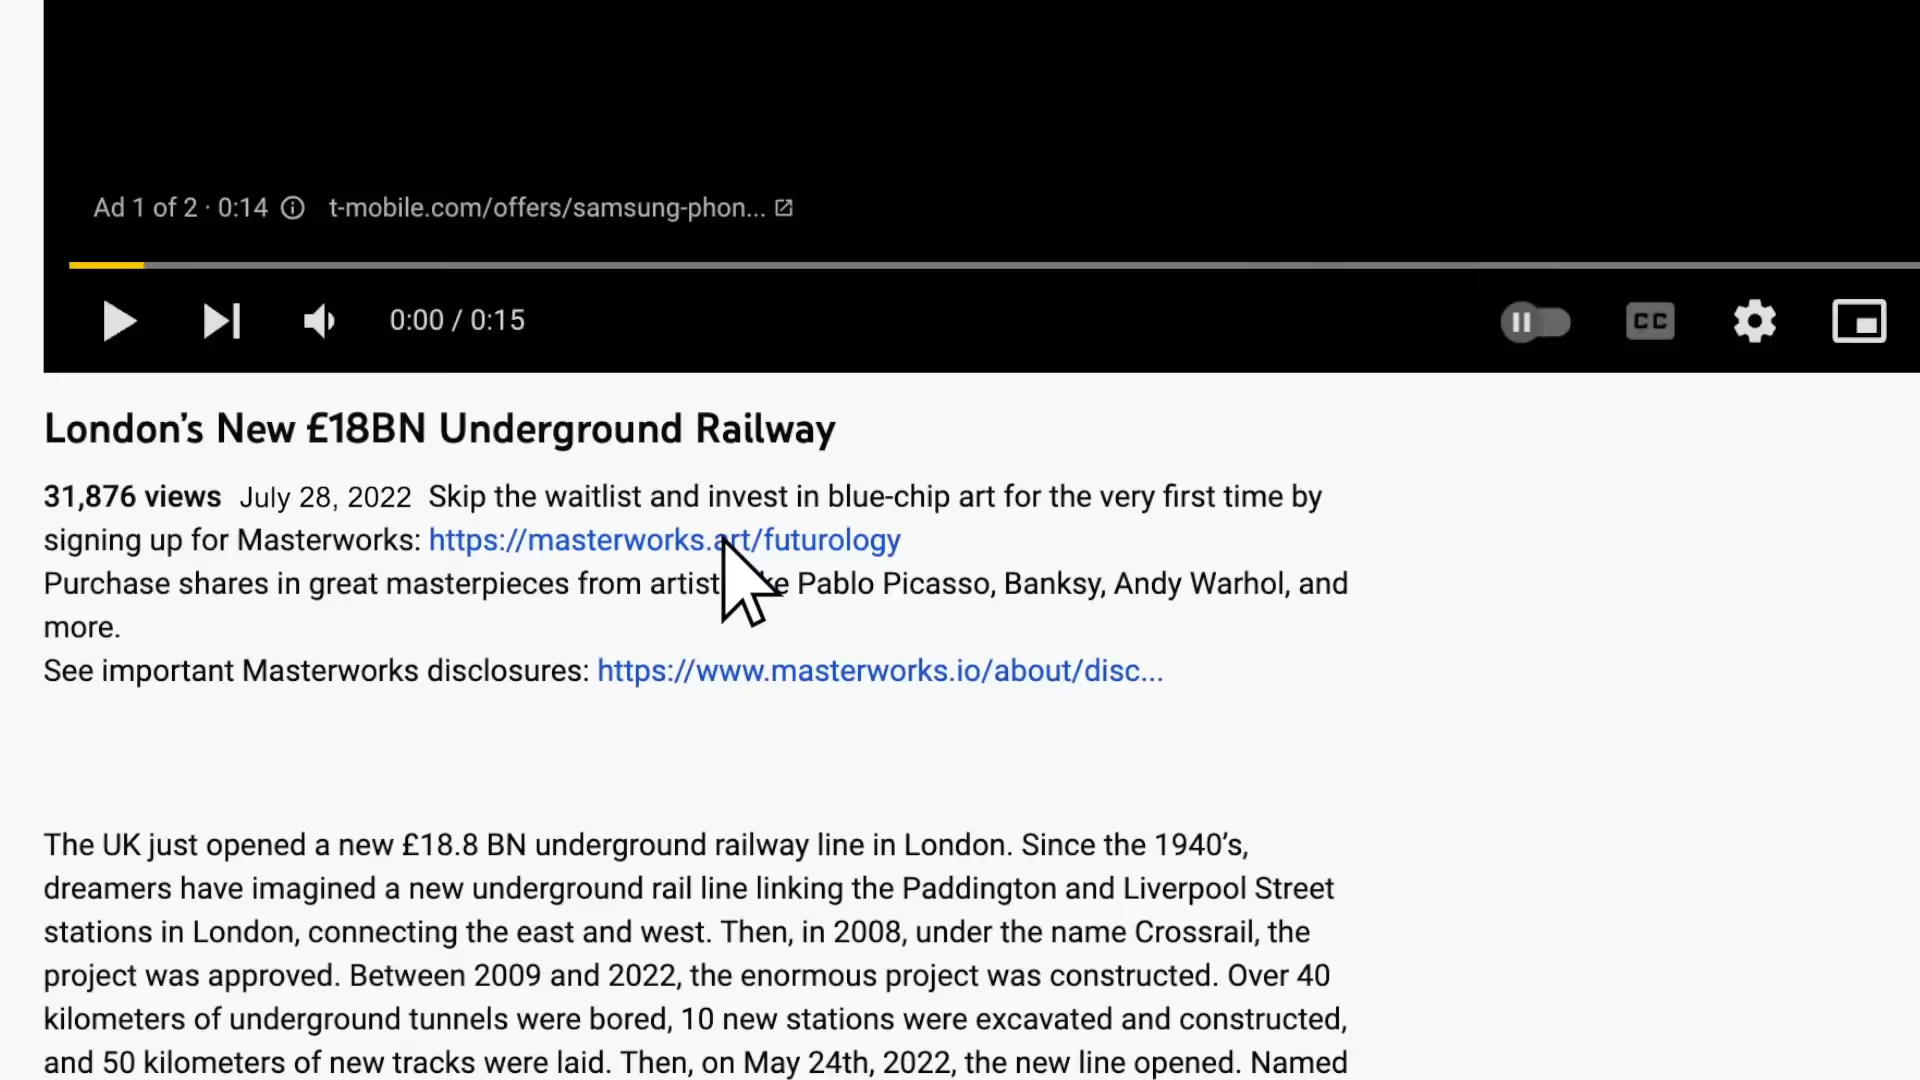 Ad 1 of 2 · 0:14 t-mobile.com/offers/samsung-phon...
0:00 / 0:15
CC
London's New £18BN Underground Railway
31,876 views July 28, 2022 Skip the waitlist and invest in blue-chip art for the very first time by
signing up for Masterworks: https://masterworks.art/futurology
Purchase shares in great masterpieces from artist ke Pablo Picasso, Banksy, Andy Warhol, and
more.
See important Masterworks disclosures: https://www.masterworks.io/about/disc...
The UK just opened a new £18.8 BN underground railway line in London. Since the 1940's,
dreamers have imagined a new underground rail line linking the Paddington and Liverpool Street
stations in London, connecting the east and west. Then, in 2008, under the name Crossrail, the
project was approved. Between 2009 and 2022, the enormous project was constructed. Over 40
kilometers of underground tunnels were bored, 10 new stations were excavated and constructed,
and 50 kilometers of new tracks were laid. Then, on May 24th, 2022, the new line opened. Named